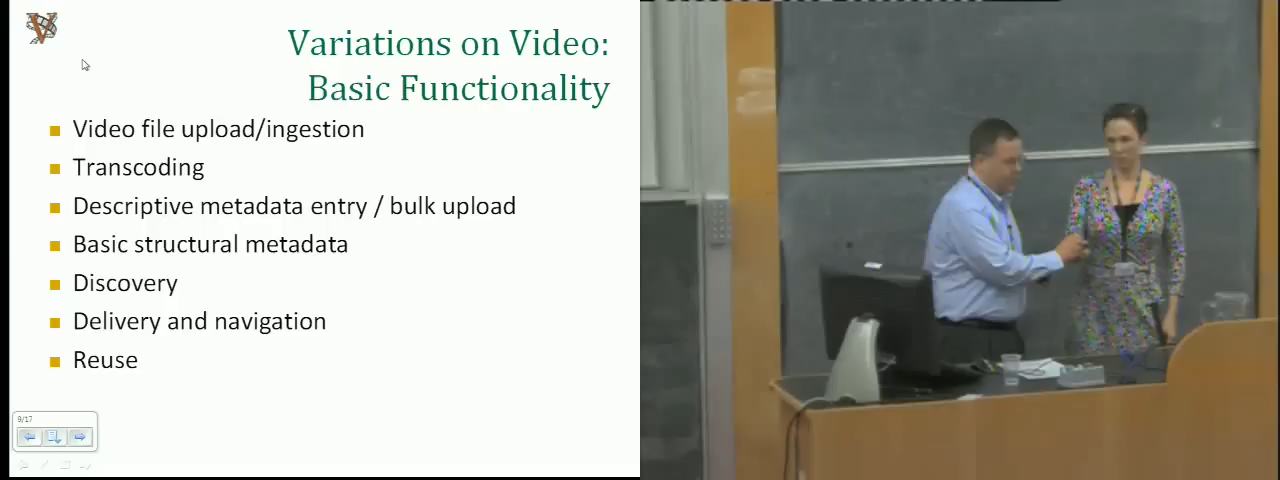 Variations on Video:
Basic Functionality
Video file upload/ingestion
Transcoding
Descriptive metadata entry / bulk upload
Basic structural metadata
Discovery
Delivery and navigation
Reuse
9/17